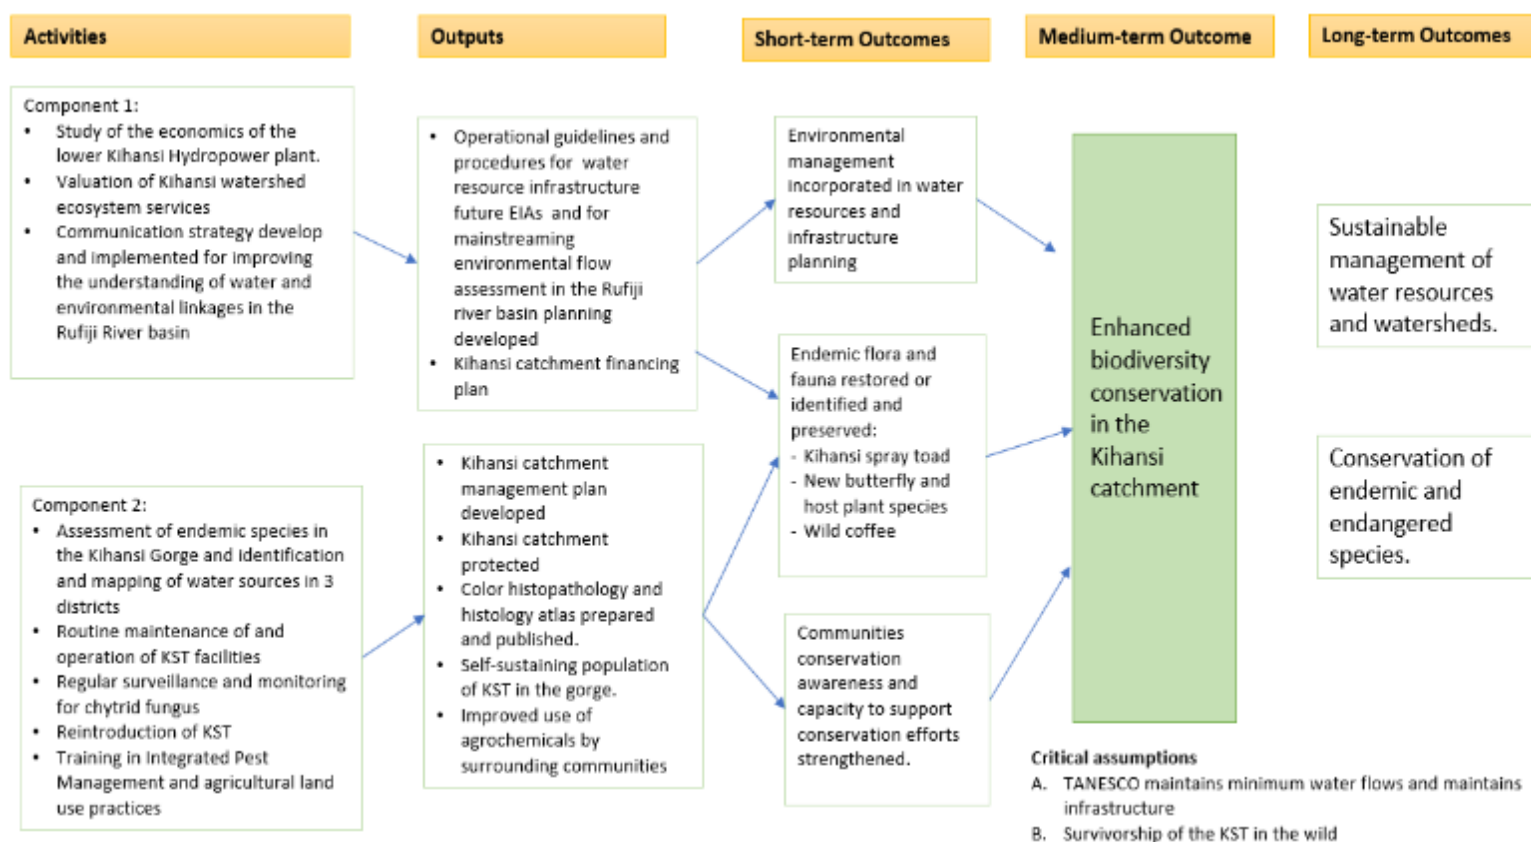 Activities
Outputs
Short-term Outcomes
Medium-term Outcome
Long-term Outcomes
Component 1:
• Study of the economics of the
lower Kihansi Hydropower plant.
• Valuation of Kihansi watershed
ecosystem services
• Communication strategy develop
and implemented for improving
the understanding of water and
environmental linkages in the
Rufiji River basin
Component 2:
• Assessment of endemic species in
the Kihansi Gorge and identification
and mapping of water sources in 3
districts
• Routine maintenance of and
operation of KST facilities
• Regular surveillance and monitoring
for chytrid fungus
• Reintroduction of KST
• Training in Integrated Pest
Management and agricultural land
use practices
• Operational guidelines and
procedures for water
resource infrastructure
future EIAs and for
mainstreaming
environmental flow
assessment in the Rufiji
river basin planning
developed
• Kihansi catchment financing
plan
• Kihansi catchment
management plan
developed
• Kihansi catchment
protected
• Color histopathology and
histology atlas prepared
and published.
• Self-sustaining population
of KST in the gorge.
• Improved use of
agrochemicals by
surrounding communities
Environmental
management
incorporated in water
resources and
infrastructure
planning
Endemic flora and
fauna restored or
identified and
preserved:
- Kihansi spray toad
- New butterfly and
host plant species
- Wild coffee
Communities
conservation
awareness and
capacity to support
conservation efforts
strengthened.
Enhanced
biodiversity
conservation
in the
Kihansi
catchment
Sustainable
management of
water resources
and watersheds.
Conservation of
endemic and
endangered
species.
Critical assumptions
A. TANESCO maintains minimum water flows and maintains
infrastructure
B. Survivorship of the KST in the wild